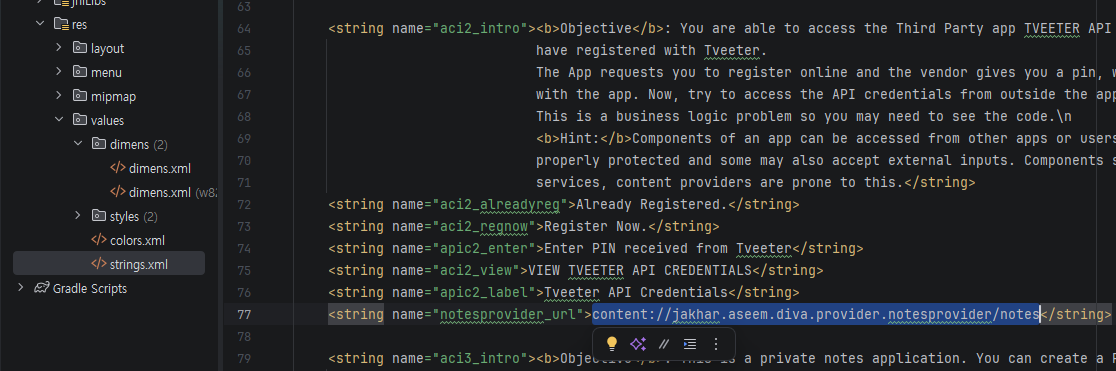 jniLibs
res
layout
menu
mipmap
values
dimens (2)
dimens.xml
dimens.xml (w82
styles (2)
colors.xml
strings.xml
Gradle Scripts
63
64 <string name="aci2_intro"><b>Objective</b>: You are able to access the Third Party app TVEETER API
65 have registered with Tveeter.
66 The App requests you to register online and the vendor gives you a pin, w
67 with the app. Now, try to access the API credentials from outside the app
68 This is a business logic problem so you may need to see the code.\n
69 <b>Hint:</b>Components of an app can be accessed from other apps or users
70 properly protected and some may also accept external inputs. Components s
71 services, content providers are prone to this.</string>
72 <string name="aci2_alreadyreg">Already Registered.</string>
73 <string name="aci2_regnow">Register Now.</string>
74 <string name="apic2_enter">Enter PIN received from Tveeter</string>
75 <string name="aci2_view">VIEW TVEETER API CREDENTIALS</string>
76 <string name="apic2_label">Tveeter API Credentials</string>
77 <string name="notesprovider_url">content://jakhar.aseem.diva.provider.notesprovider/notes</string>
78
79 <string name="aci3_intro"><b>Objective</b>: This is a private notes application. You can create a P